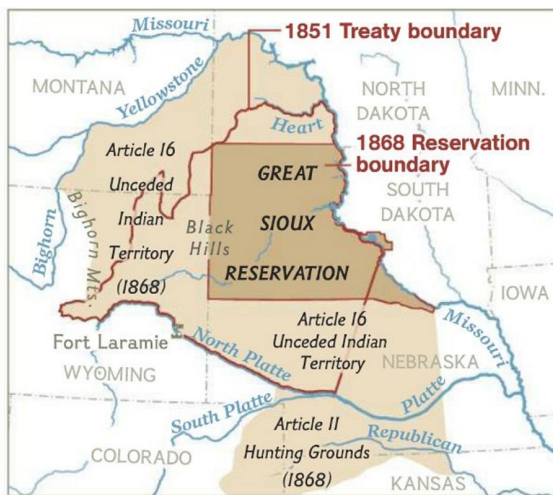 Missouri
1851 Treaty boundary
MONTANA
Yellowstone
NORTH
DAKOTA
MINN.
Heart
1868 Reservation
boundary
Article 16
Unceded
Indian
Territory
(1868)
GREAT
SIOUX
RESERVATION
SOUTH
DAKOTA
Bighorn
Bighorn Mts.
Black
Hills
IOWA
Article 16
Unceded Indian
Territory
Missouri
Fort Laramie
North Platte
NEBRASKA
WYOMING
South Platte
Platte
Article II
Hunting Grounds
(1868)
Republican
COLORADO
KANSAS